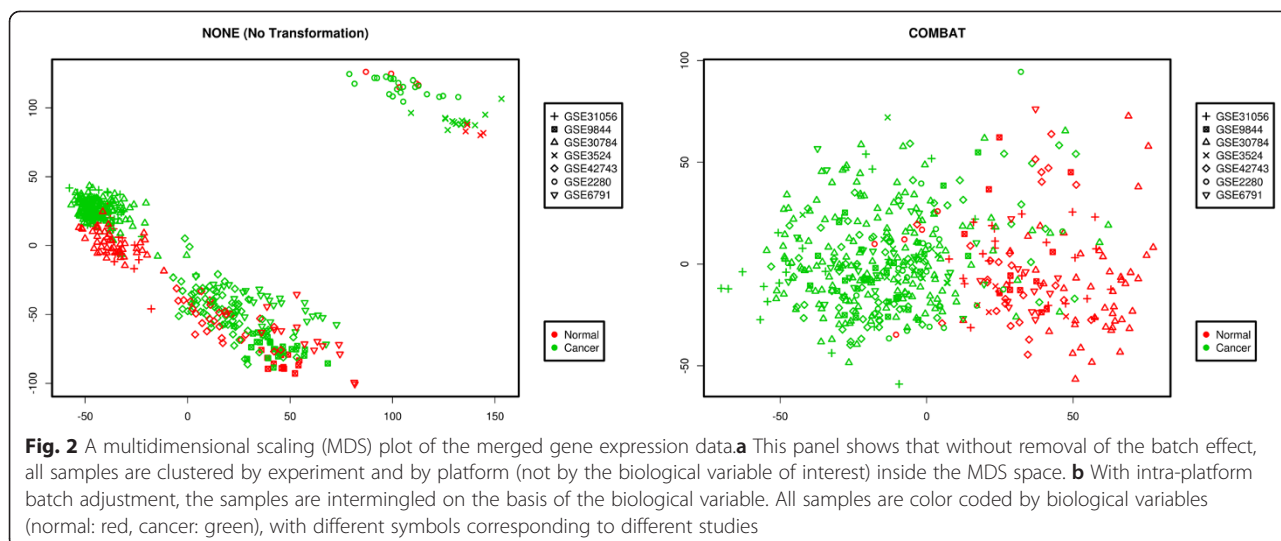 NONE (No Transformation)
100
50
0
-50
-100
-50
0
50
100
150
GSE31056
GSE9844
GSE30784
GSE3524
GSE42743
GSE2280
GSE6791
Normal
Cancer
COMBAT
100
50
0
-50
-50
0
50
GSE31056
GSE9844
GSE30784
GSE3524
GSE42743
GSE2280
GSE6791
Normal
Cancer
Fig. 2 A multidimensional scaling (MDS) plot of the merged gene expression data.a This panel shows that without removal of the batch effect,
all samples are clustered by experiment and by platform (not by the biological variable of interest) inside the MDS space. b With intra-platform
batch adjustment, the samples are intermingled on the basis of the biological variable. All samples are color coded by biological variables
(normal: red, cancer: green), with different symbols corresponding to different studies